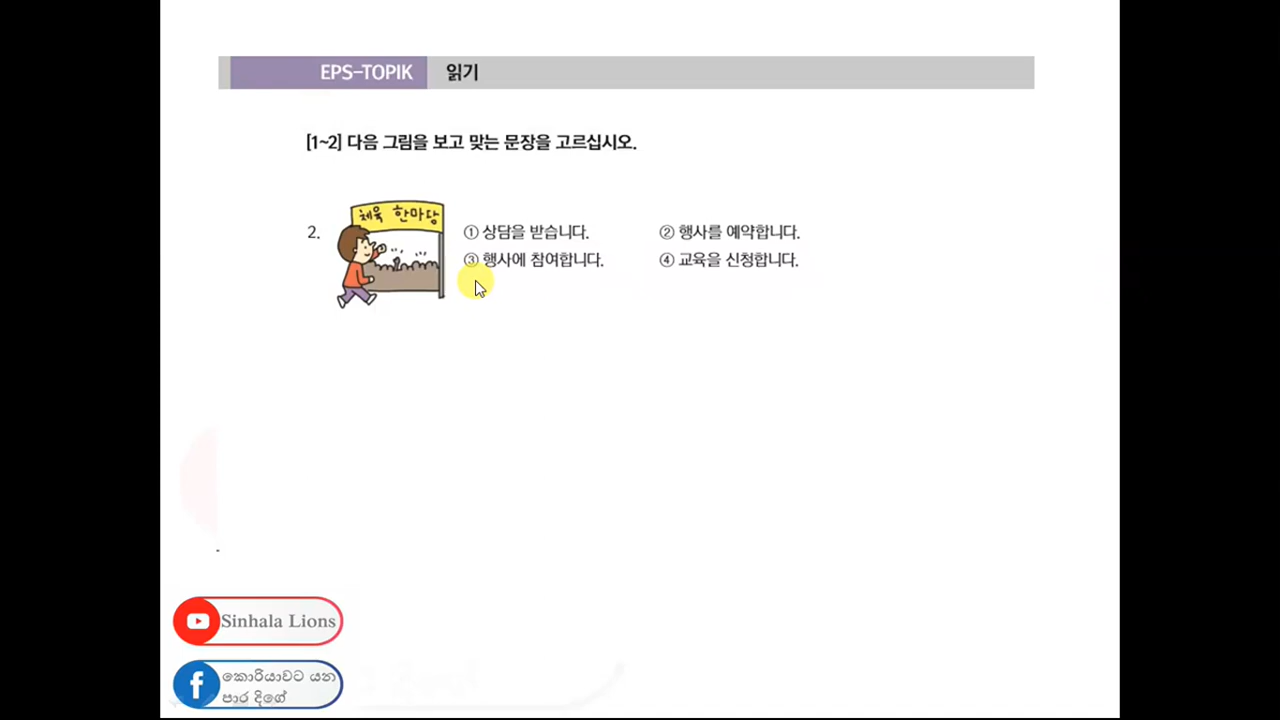 EPS-TOPIK 읽기
[1~2] 다음 그림을 보고 맞는 문장을 고르십시오.
체육 한마당
2. ① 상담을 받습니다. ② 행사를 예약합니다.
③ 행사에 참여합니다. ④ 교육을 신청합니다.
Sinhala Lions
කොරියාවට යන
පාර දිගේ